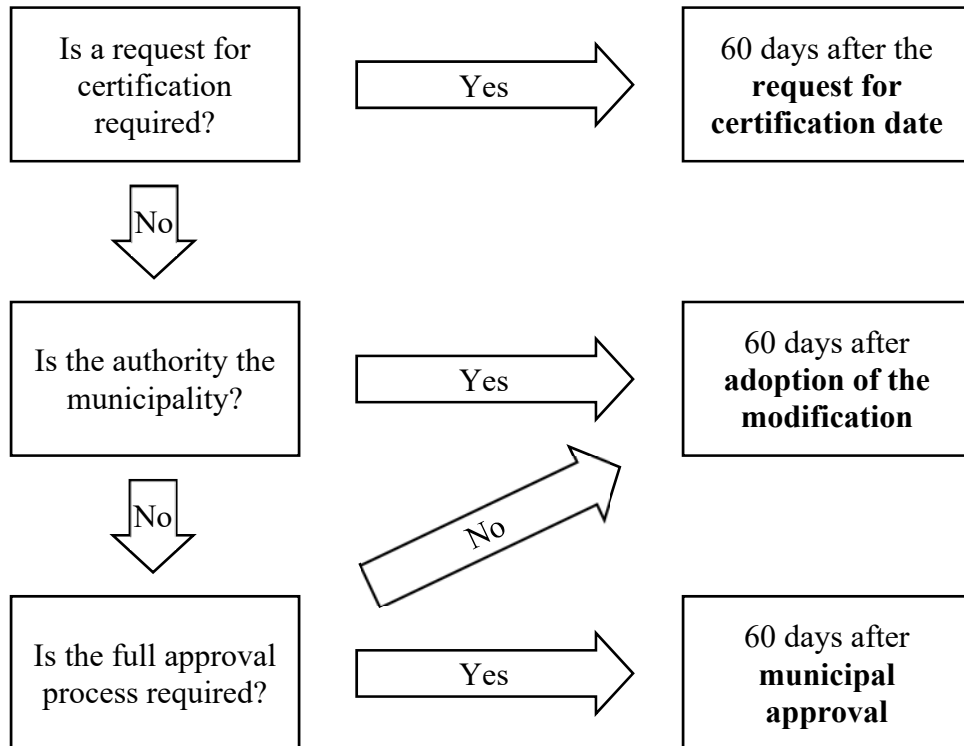 Is a request for
certification
required?
Yes
60 days after the
request for
certification date
No
Is the authority the
municipality?
Yes
60 days after
adoption of the
modification
No
No
Is the full approval
process required?
Yes
60 days after
municipal
approval